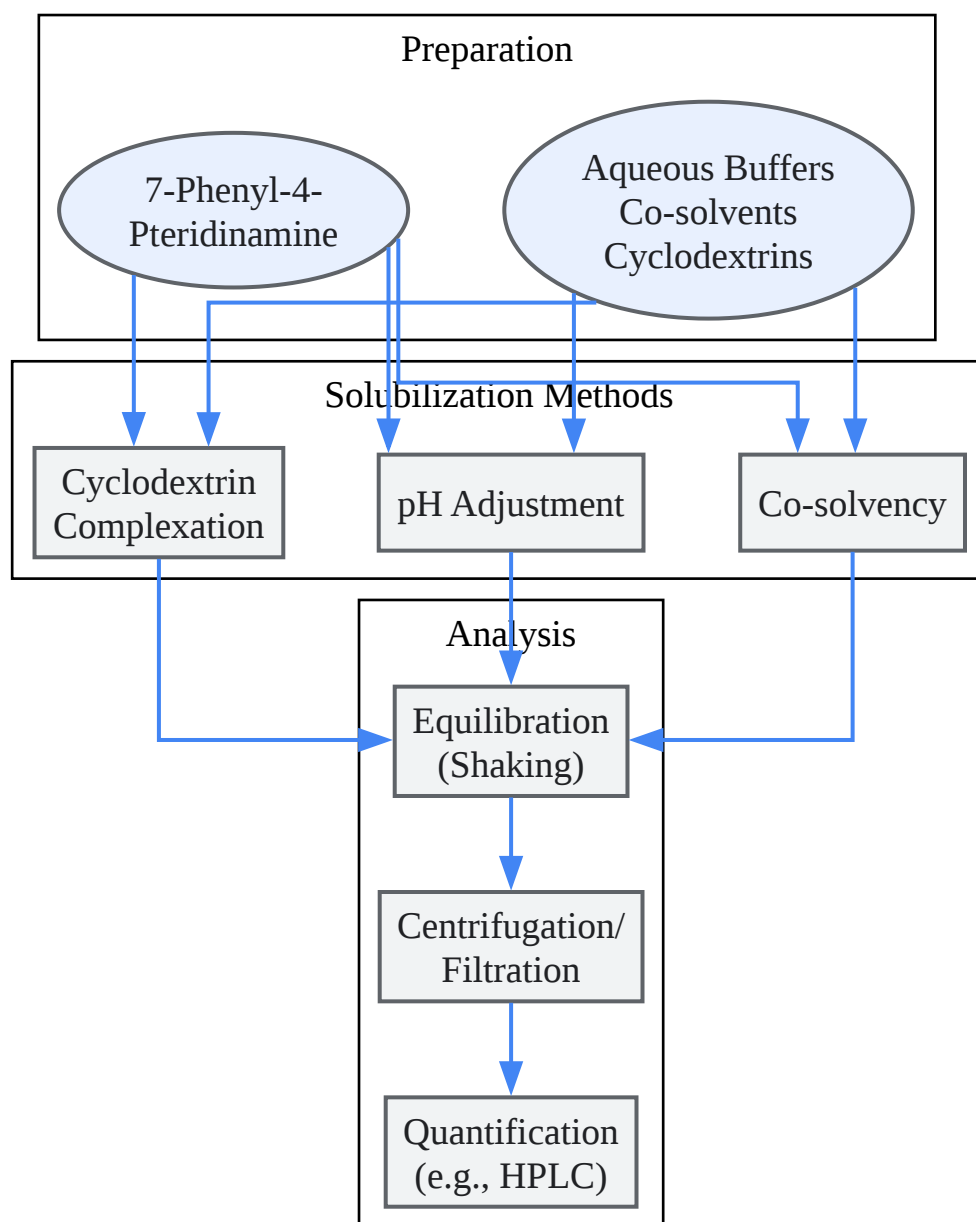 Preparation
7-Phenyl-4-
Pteridinamine
Aqueous Buffers
Co-solvents
Cyclodextrins
Solubilization Methods
Cyclodextrin
Complexation
pH Adjustment
Co-solvency
Analysis
Equilibration
(Shaking)
Centrifugation/
Filtration
Quantification
(e.g., HPLC)